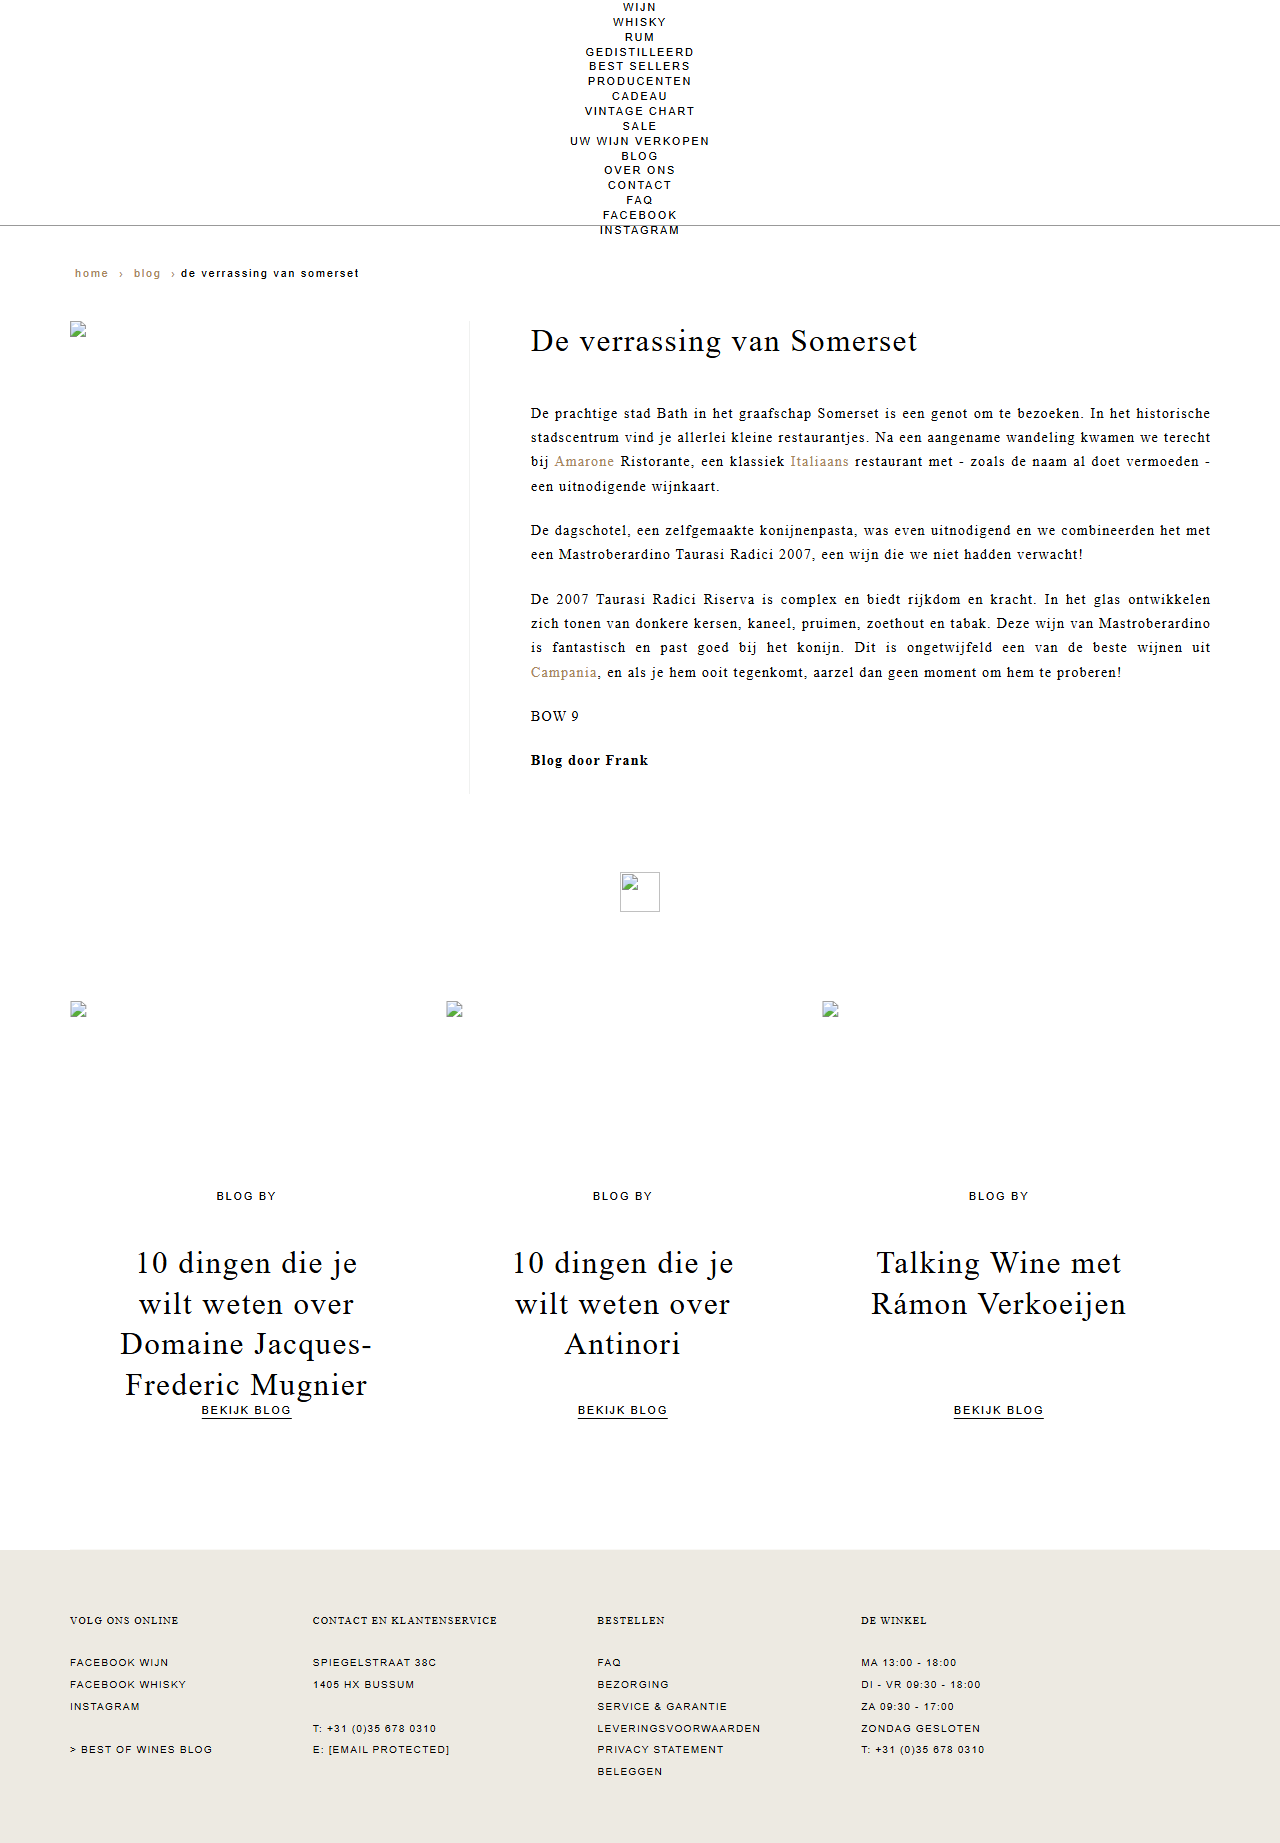 WIJN
WHISKY
RUM
GEDISTILLEERD
BEST SELLERS
PRODUCENTEN
CADEAU
VINTAGE CHART
SALE
UW WIJN VERKOPEN
BLOG
OVER ONS
CONTACT
FAQ
FACEBOOK
INSTAGRAM
home › blog › de verrassing van somerset
De verrassing van Somerset
De prachtige stad Bath in het graafschap Somerset is een genot om te bezoeken. In het historische
stadscentrum vind je allerlei kleine restaurantjes. Na een aangename wandeling kwamen we terecht
bij Amarone Ristorante, een klassiek Italiaans restaurant met - zoals de naam al doet vermoeden -
een uitnodigende wijnkaart.
De dagschotel, een zelfgemaakte konijnenpasta, was even uitnodigend en we combineerden het met
een Mastroberardino Taurasi Radici 2007, een wijn die we niet hadden verwacht!
De 2007 Taurasi Radici Riserva is complex en biedt rijkdom en kracht. In het glas ontwikkelen
zich tonen van donkere kersen, kaneel, pruimen, zoethout en tabak. Deze wijn van Mastroberardino
is fantastisch en past goed bij het konijn. Dit is ongetwijfeld een van de beste wijnen uit
Campania, en als je hem ooit tegenkomt, aarzel dan geen moment om hem te proberen!
BOW 9
Blog door Frank
BLOG BY
10 dingen die je
wilt weten over
Domaine Jacques-
Frederic Mugnier
BEKIJK BLOG
BLOG BY
10 dingen die je
wilt weten over
Antinori
BEKIJK BLOG
BLOG BY
Talking Wine met
Rámon Verkoeijen
BEKIJK BLOG
VOLG ONS ONLINE
FACEBOOK WIJN
FACEBOOK WHISKY
INSTAGRAM
> BEST OF WINES BLOG
CONTACT EN KLANTENSERVICE
SPIEGELSTRAAT 38C
1405 HX BUSSUM
T: +31 (0)35 678 0310
E: [EMAIL PROTECTED]
BESTELLEN
FAQ
BEZORGING
SERVICE & GARANTIE
LEVERINGSVOORWAARDEN
PRIVACY STATEMENT
BELEGGEN
DE WINKEL
MA 13:00 - 18:00
DI - VR 09:30 - 18:00
ZA 09:30 - 17:00
ZONDAG GESLOTEN
T: +31 (0)35 678 0310